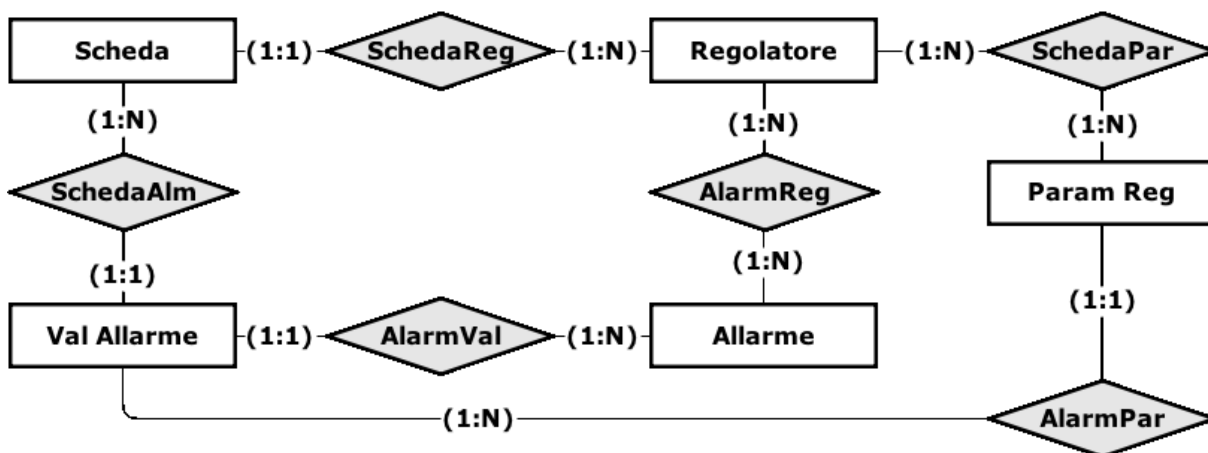 Scheda (1:1) SchedaReg (1:N) Regolatore (1:N) SchedaPar
(1:N) (1:N) (1:N)
SchedaAlm AlarmReg Param Reg
(1:1) (1:N) (1:1)
Val Allarme (1:1) AlarmVal (1:N) Allarme
(1:N) AlarmPar